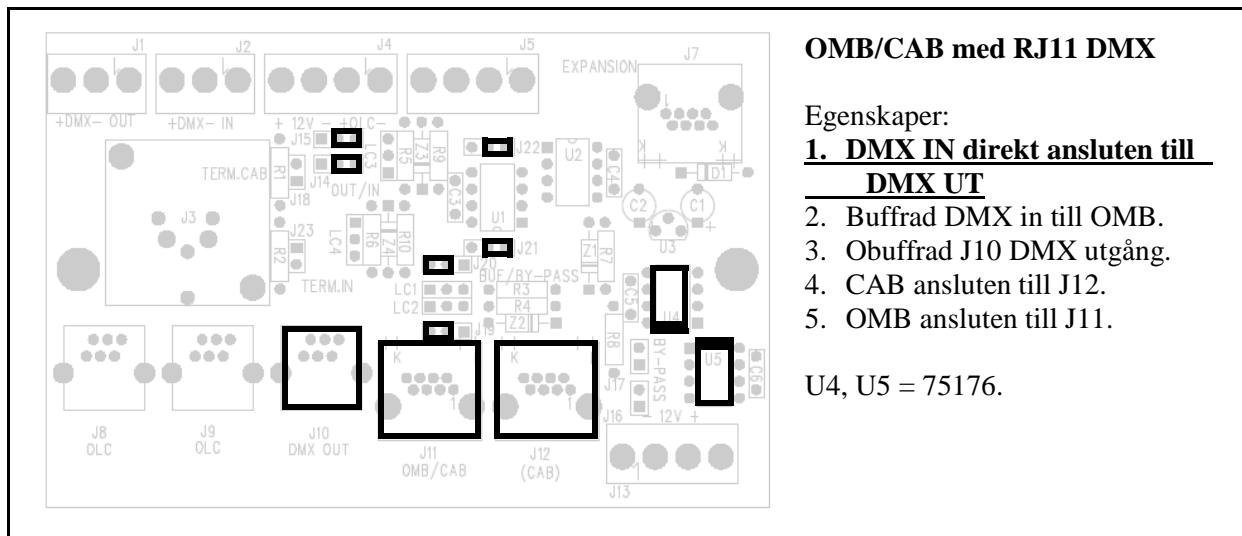 J1
J2
J4
J5
EXPANSION
J7
+DMX- OUT
+DMX- IN
+ 12V - +OLC-
J15
J14
LC3
R5
Z3
R9
J22
U2
C4
D1
K
K
1
TERM.CAB
R1
J18
OUT/IN
C3
U1
C2
C1
+
U3
J3
J23
R2
TERM.IN
LC4
R6
Z4
R10
J21
J20
BUF/BY-PASS
Z1
R7
LC1
LC2
R3
R4
Z2
J19
C5
U4
R8
BY-PASS
U5
C6
J17
J16
- 12V +
J13
1
K
1
K
1
J8
OLC
J9
OLC
J10
DMX OUT
J11
OMB/CAB
J12
(CAB)
OMB/CAB med RJ11 DMX
Egenskaper:
1. DMX IN direkt ansluten till
DMX UT
2. Buffrad DMX in till OMB.
3. Obuffrad J10 DMX utgång.
4. CAB ansluten till J12.
5. OMB ansluten till J11.
U4, U5 = 75176.